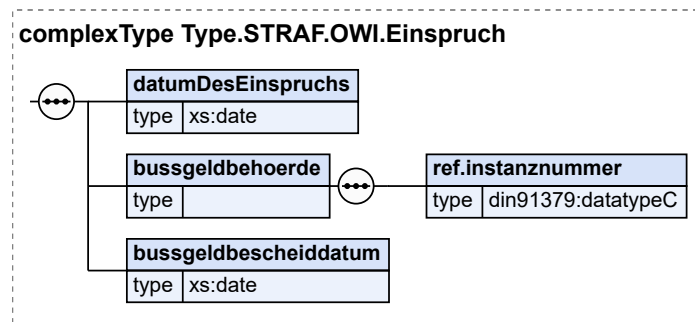 complexType Type.STRAF.OWI.Einspruch
datumDesEinspruchs
type xs:date
bussgeldbehoerde
type
ref.instanznummer
type din91379:datatypeC
bussgeldbescheiddatum
type xs:date